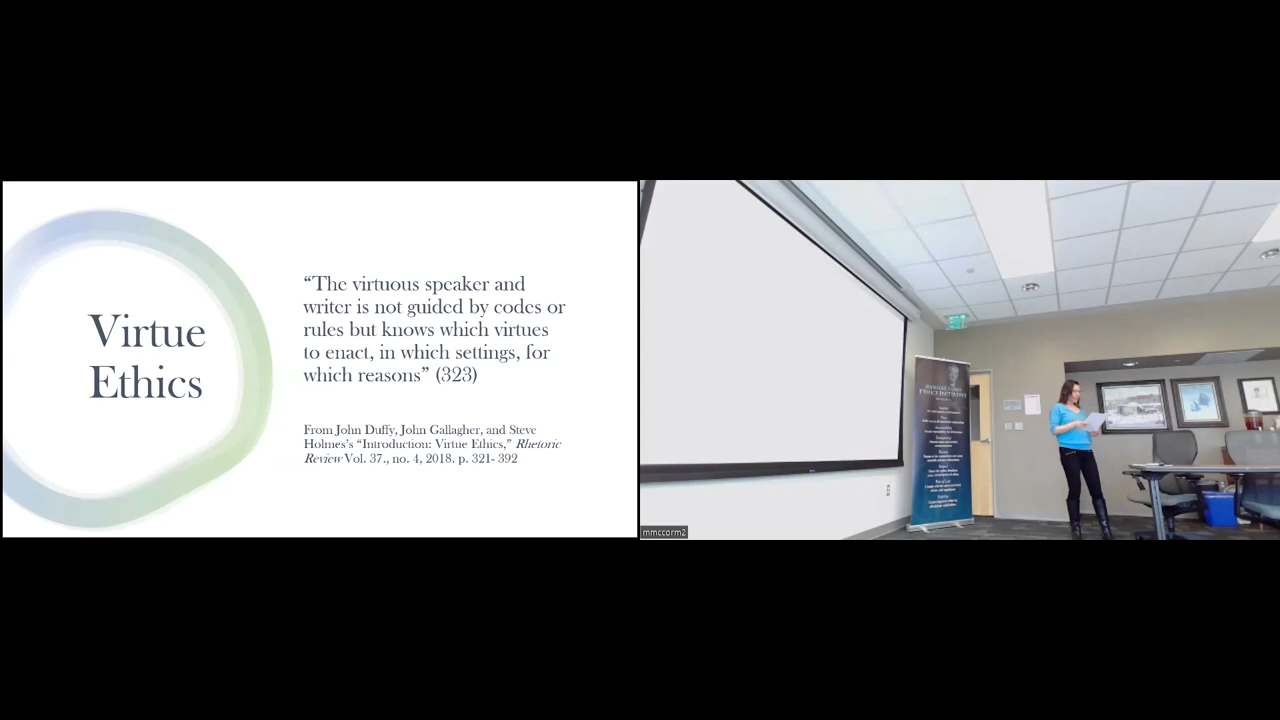 Virtue
Ethics
“The virtuous speaker and
writer is not guided by codes or
rules but knows which virtues
to enact, in which settings, for
which reasons” (323)
From John Duffy, John Gallagher, and Steve
Holmes’s “Introduction: Virtue Ethics,” Rhetoric
Review Vol. 37., no. 4, 2018. p. 321- 392
ETHICS INITIATIVE
mmccorm2